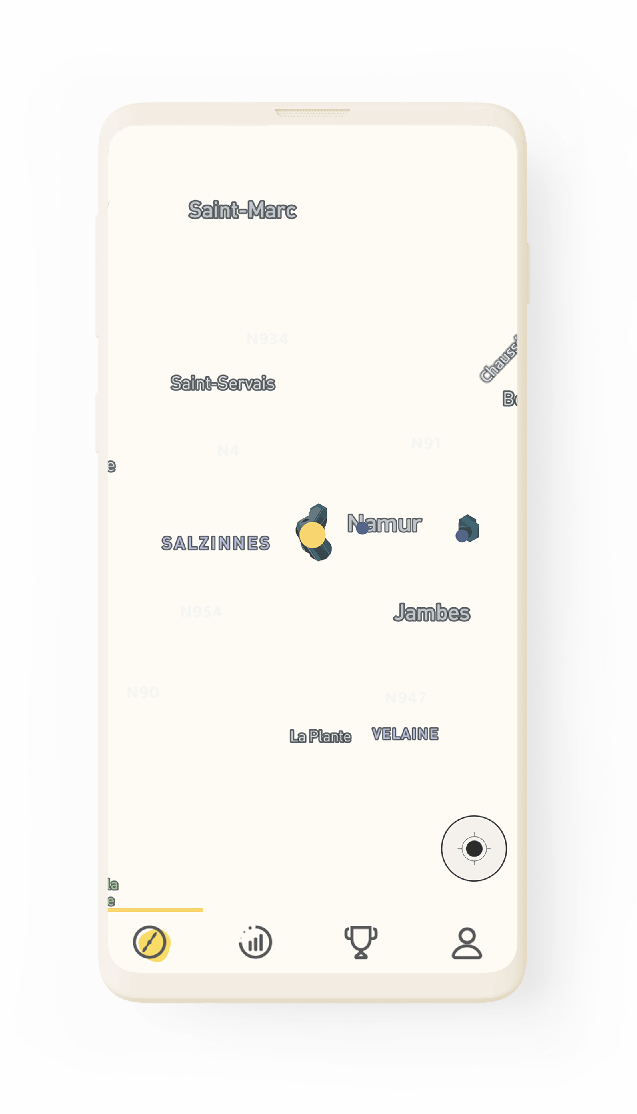 Saint-Marc
N934
Chauss
Saint-Servais
Bo
N91
N4
e
Namur
SALZINNES
N954
Jambes
N90
N947
La Plante
VELAINE
la
e